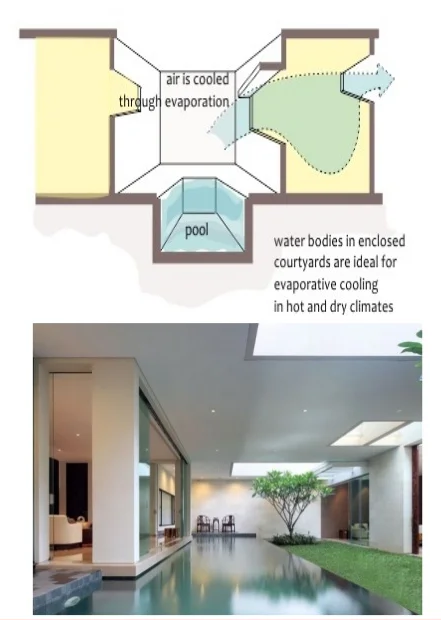 air is cooled
through evaporation
pool
water bodies in enclosed
courtyards are ideal for
evaporative cooling
in hot and dry climates